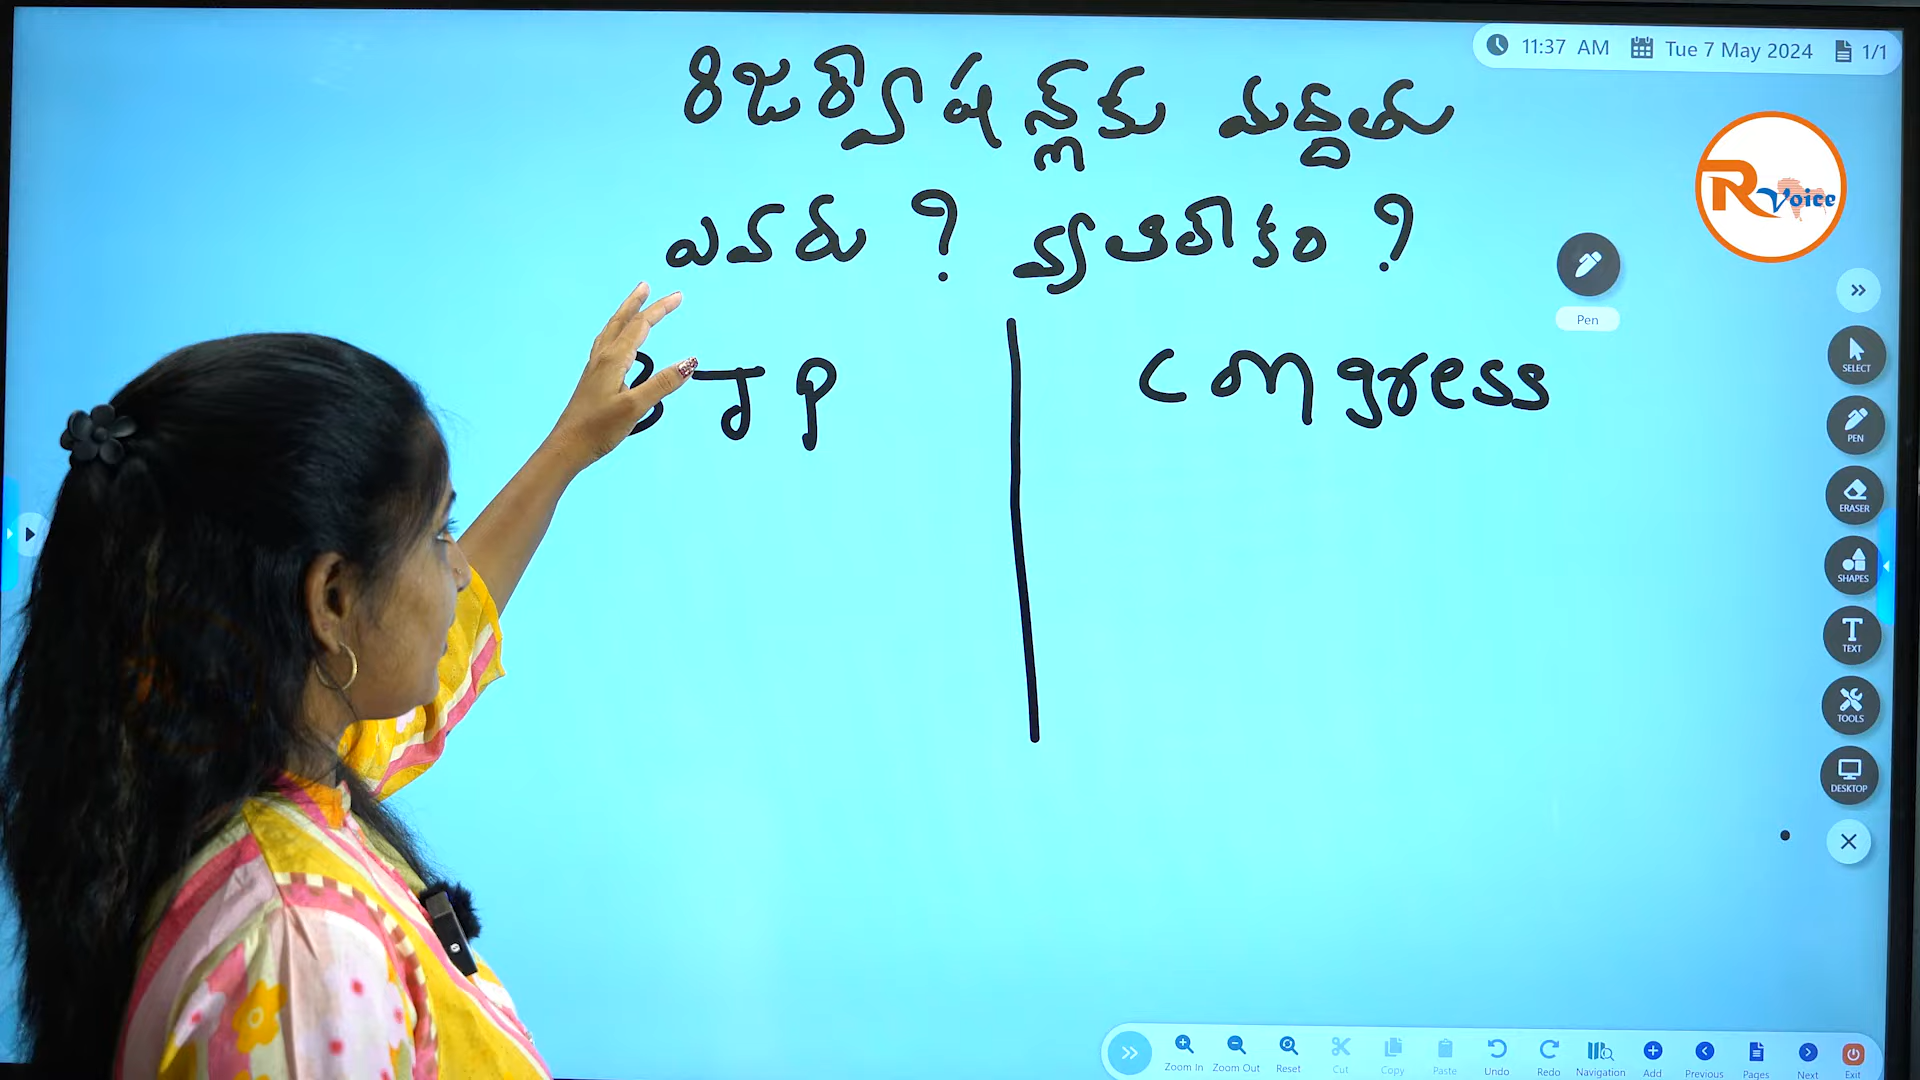 11:37 AM Tue 7 May 2024 1/1
రిజర్వేషన్లకు మద్దతు
R Voice
ఎవరు ? వ్యతిరేకం ?
Pen
BJP
Congress
SELECT
PEN
ERASER
SHAPES
TEXT
TOOLS
DESKTOP
Zoom In Zoom Out Reset Cut Copy Paste Undo Redo Navigation Add Previous Pages Next Exit